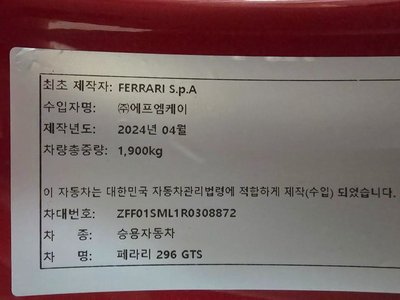 최초 제작자: FERRARI S.p.A
수입자명: ㈜에프엠케이
제작년도: 2024년 04월
차량총중량: 1,900kg
이 자동차는 대한민국 자동차관리법령에 적합하게 제작(수입) 되었습니다.
차대번호: ZFF01SML1R0308872
차 종: 승용자동차
차 명: 페라리 296 GTS